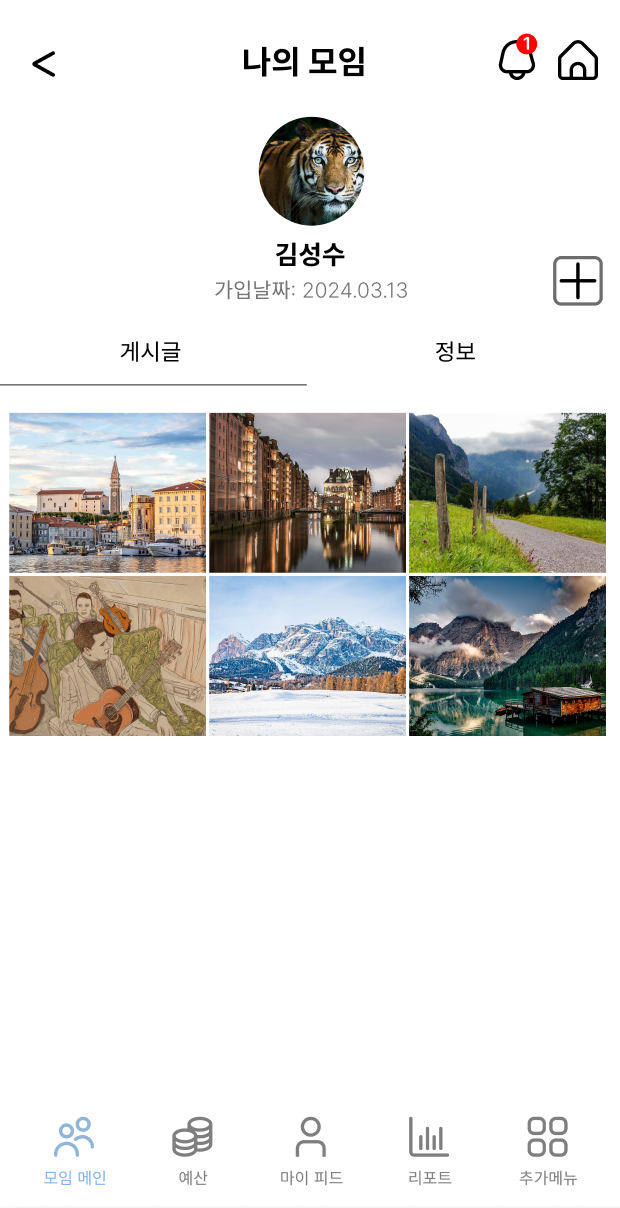 나의 모임
1
김성수
가입날짜: 2024.03.13
게시글 정보
모임 메인 예산 마이 피드 리포트 추가메뉴